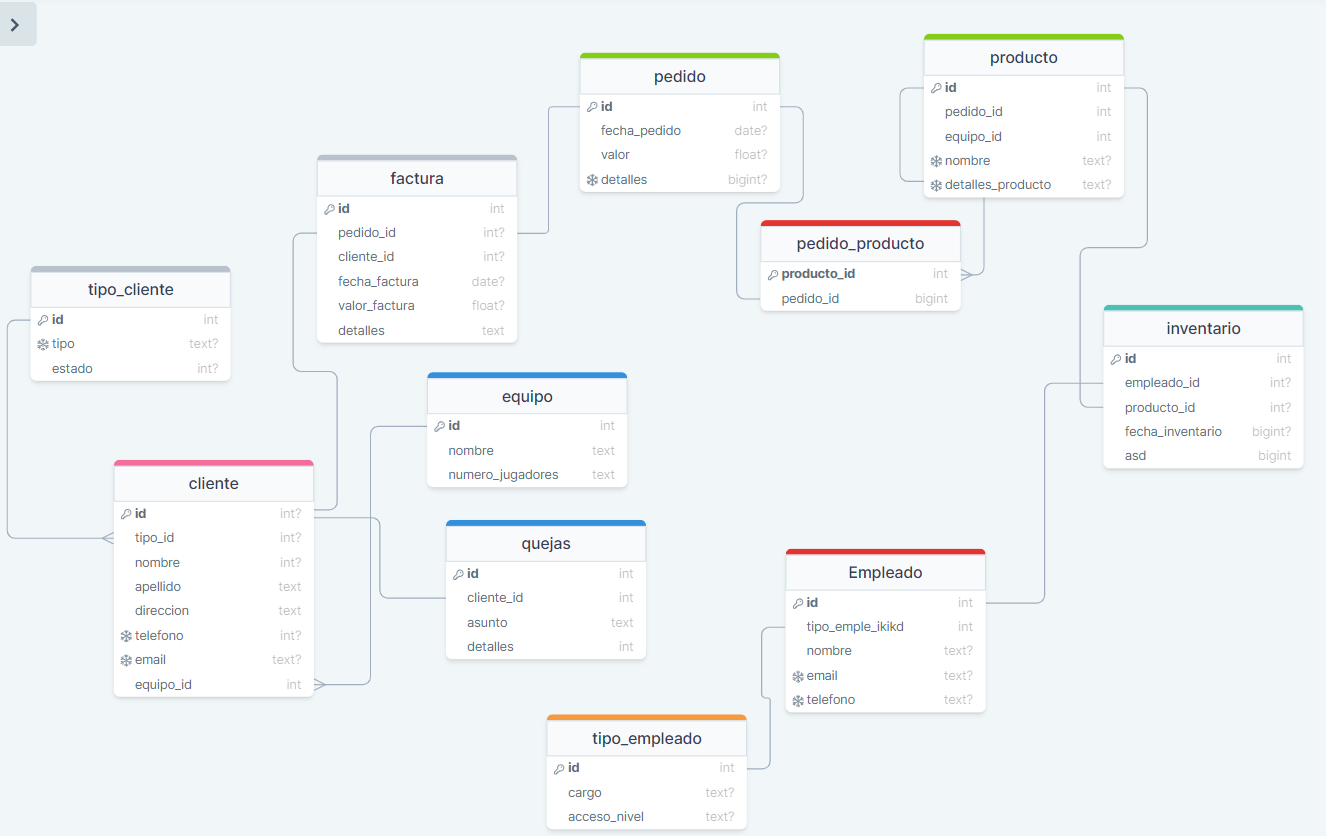 producto
id int
pedido_id int
equipo_id int
nombre text?
detalles_producto text?
pedido
id int
fecha_pedido date?
valor float?
detalles bigint?
factura
id int
pedido_id int?
cliente_id int?
fecha_factura date?
valor_factura float?
detalles text
pedido_producto
producto_id int
pedido_id bigint
tipo_cliente
id int
tipo text?
estado int?
inventario
id int
empleado_id int?
producto_id int?
fecha_inventario bigint?
asd bigint
equipo
id int
nombre text
numero_jugadores text
cliente
id int?
tipo_id int?
nombre int?
apellido text
direccion text
telefono int?
email text?
equipo_id int
quejas
id int
cliente_id int
asunto text
detalles int
Empleado
id int
tipo_emple_ikikd int
nombre text?
email text?
telefono text?
tipo_empleado
id int
cargo text?
acceso_nivel text?